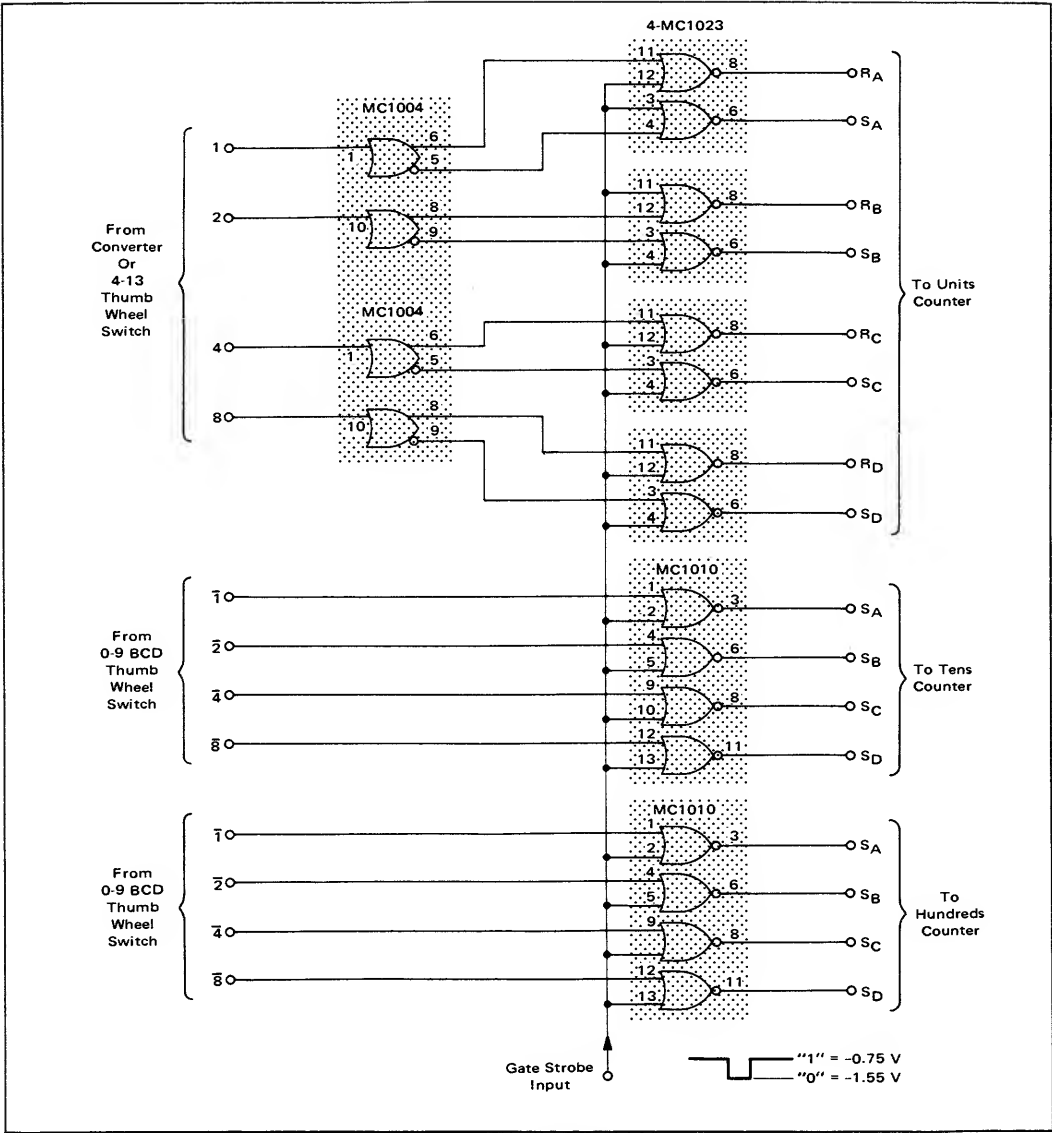 4-MC1023
11
12
8
RA
3
4
6
SA
MC1004
1
1
6
5
2
10
8
9
11
12
8
RB
3
4
6
SB
From
Converter
Or
4-13
Thumb
Wheel
Switch
To Units
Counter
MC1004
4
1
6
5
11
12
8
RC
3
4
6
SC
8
10
8
9
11
12
8
RD
3
4
6
SD
From
0-9 BCD
Thumb
Wheel
Switch
1̅
2̅
4̅
8̅
MC1010
1
2
3
SA
4
5
6
SB
9
10
8
SC
12
13
11
SD
To Tens
Counter
From
0-9 BCD
Thumb
Wheel
Switch
1̅
2̅
4̅
8̅
MC1010
1
2
3
SA
4
5
6
SB
9
10
8
SC
12
13
11
SD
To
Hundreds
Counter
Gate Strobe
Input
"1" = -0.75 V
"0" = -1.55 V